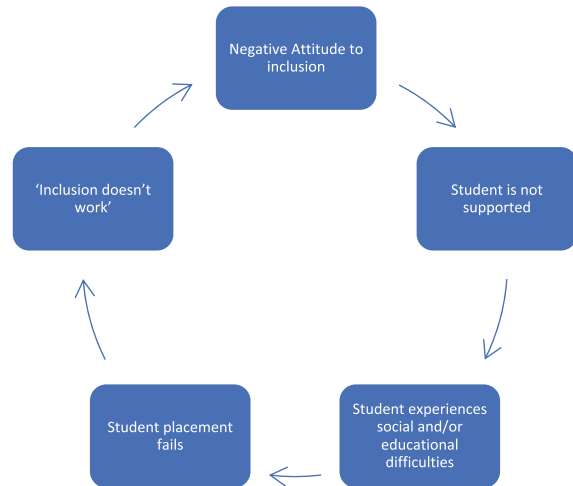 Negative Attitude to
inclusion
Student is not
supported
Student experiences
social and/or
educational
difficulties
Student placement
fails
‘Inclusion doesn’t
work’